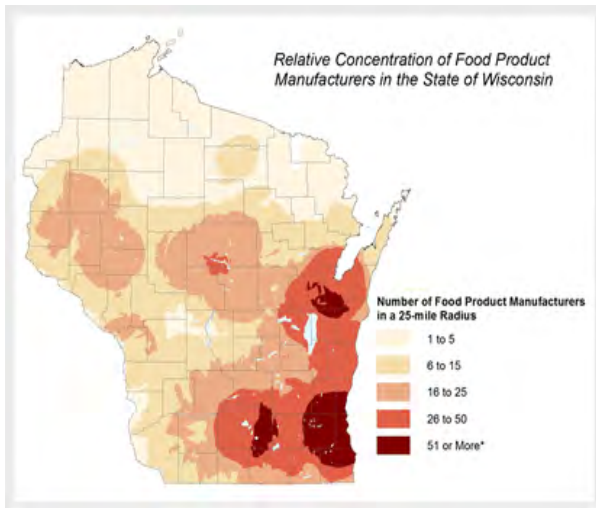 Relative Concentration of Food Product
Manufacturers in the State of Wisconsin
Number of Food Product Manufacturers
in a 25-mile Radius
1 to 5
6 to 15
16 to 25
26 to 50
51 or More*